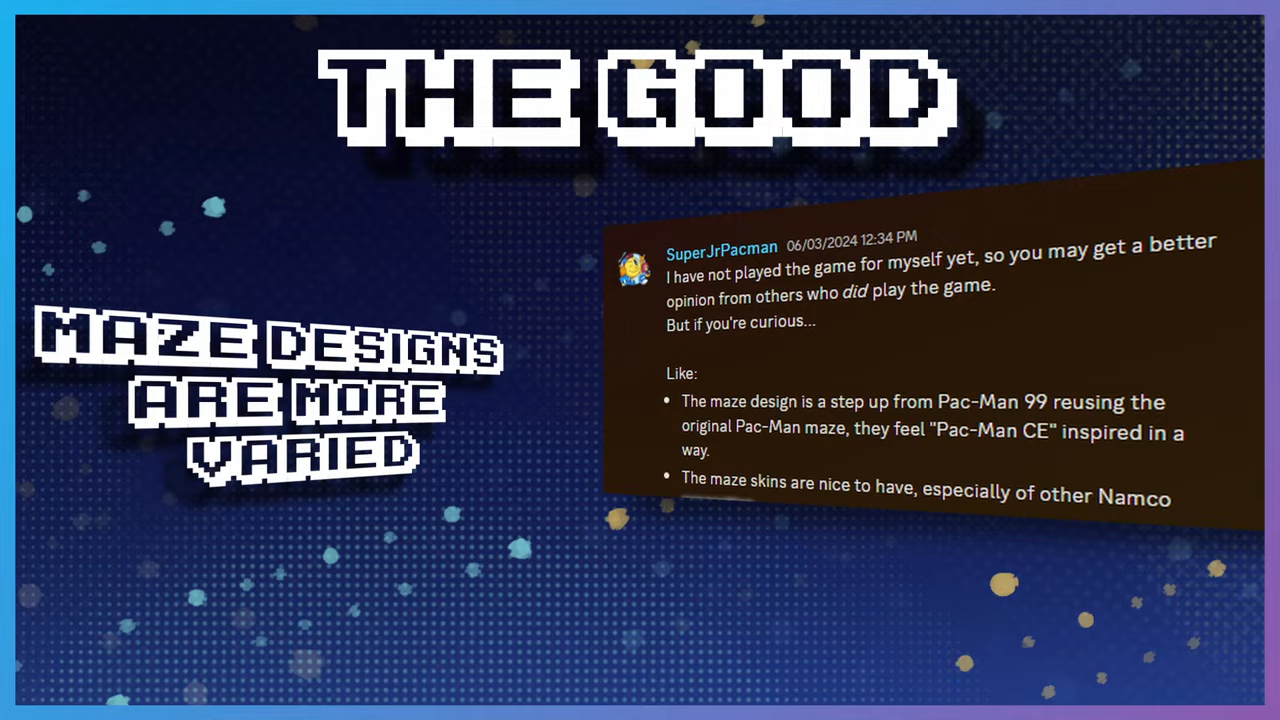 THE GOOD
MAZE DESIGNS
ARE MORE
VARIED
SuperJrPacman 06/03/2024 12:34 PM
I have not played the game for myself yet, so you may get a better
opinion from others who did play the game.
But if you're curious...
Like:
• The maze design is a step up from Pac-Man 99 reusing the
original Pac-Man maze, they feel "Pac-Man CE" inspired in a
way.
• The maze skins are nice to have, especially of other Namco